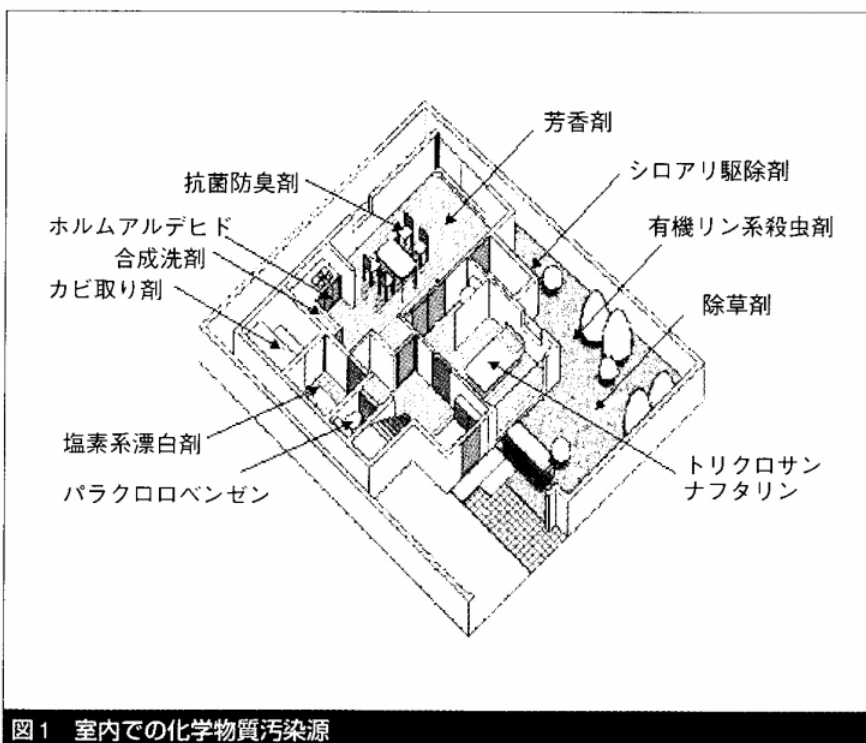 芳香剤
シロアリ駆除剤
抗菌防臭剤
有機リン系殺虫剤
ホルムアルデヒド
合成洗剤
カビ取り剤
除草剤
塩素系漂白剤
パラクロロベンゼン
トリクロサン
ナフタリン
図1 室内での化学物質汚染源